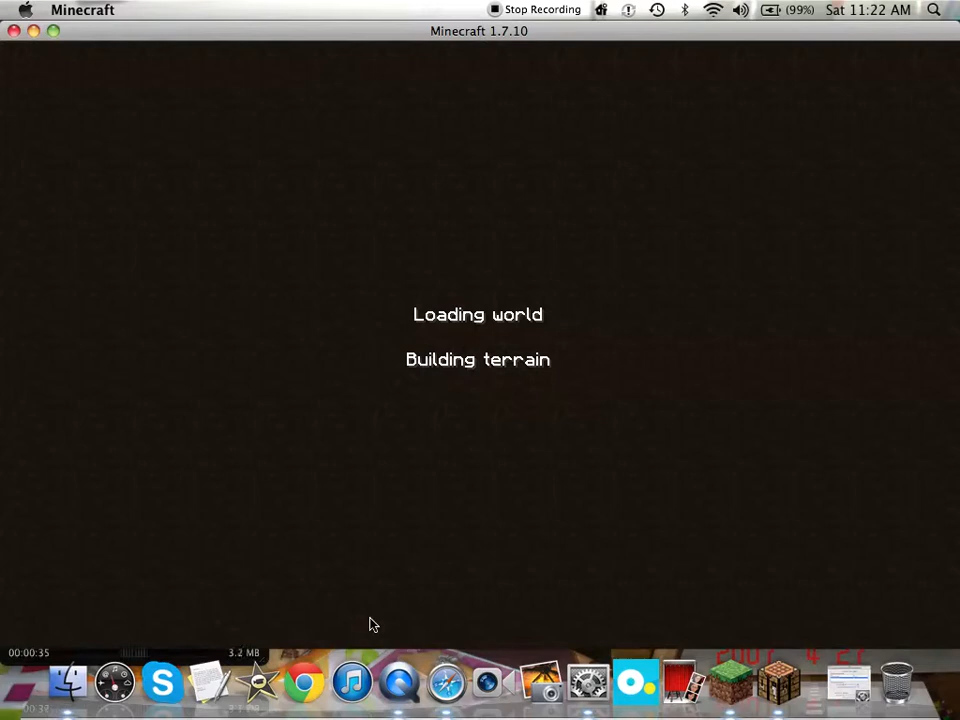 Minecraft
Stop Recording
(99%)
Sat 11:22 AM
Minecraft 1.7.10
Loading world
Building terrain
00:00:35
3.2 MB